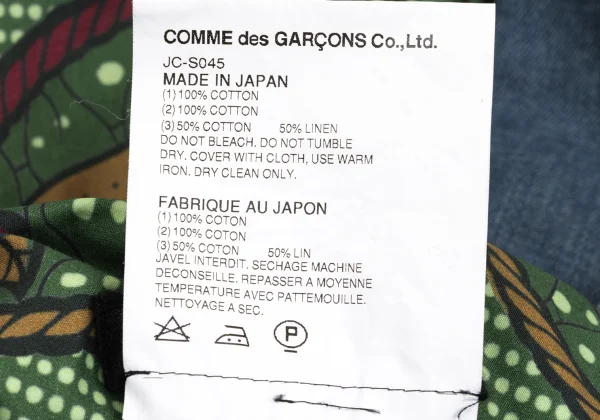 COMME des GARÇONS Co.,Ltd.
JC-S045
MADE IN JAPAN
(1) 100% COTTON
(2) 100% COTTON
(3) 50% COTTON 50% LINEN
DO NOT BLEACH. DO NOT TUMBLE
DRY. COVER WITH CLOTH, USE WARM
IRON. DRY CLEAN ONLY.
FABRIQUE AU JAPON
(1) 100% COTON
(2) 100% COTON
(3) 50% COTON 50% LIN
JAVEL INTERDIT. SECHAGE MACHINE
DECONSEILLE. REPASSER A MOYENNE
TEMPERATURE AVEC PATTEMOUILLE.
NETTOYAGE A SEC.
P